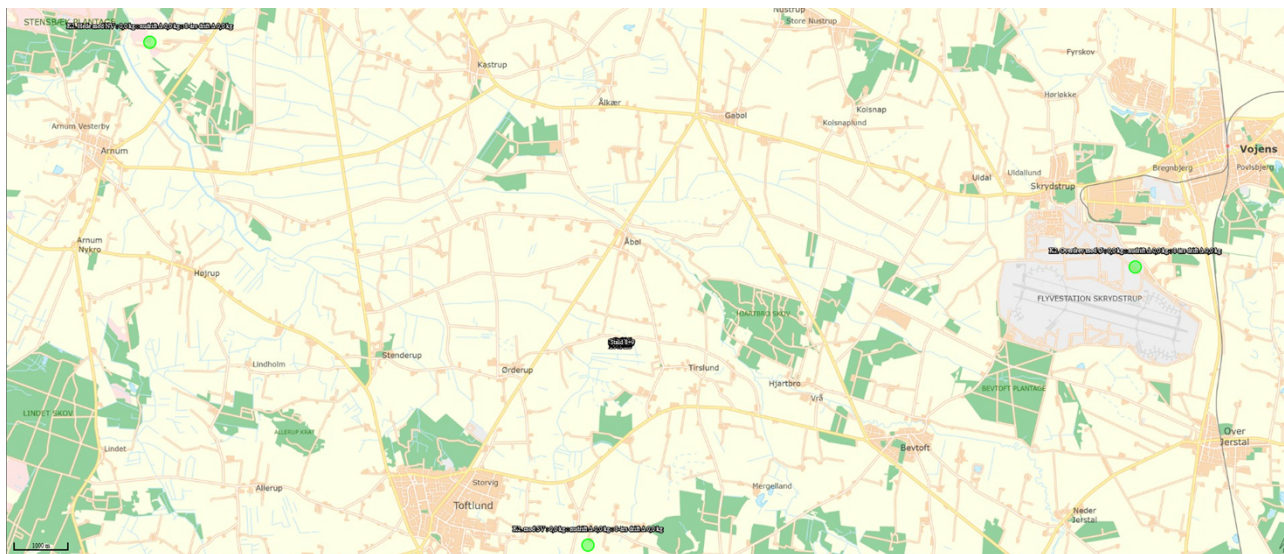 Nustrup
STENSBÆK PLANTAGE
Store Nustrup
Fyrskov
Kastrup
Hørløkke
Ålkær
Kolsnap
Gabøl
Kolsnaplund
Arnum Vesterby
Arnum
Vojens
Bregnbjerg
Povlsbjerg
Uldal
Uldallund
Skrydstrup
Arnum
Nykro
Åbøl
Højrup
FLYVESTATION SKRYDSTRUP
HJARTBRO SKOV
Stenderup
Lindholm
Ørderup
Tirslund
Hjartbro
Vrå
BEVTOFT PLANTAGE
LINDET SKOV
ALLERUP KRAT
Over
Jerstal
Lindet
Bevtoft
Allerup
Storvig
Mergelland
Toftlund
Neder
Jerstal
1000 m